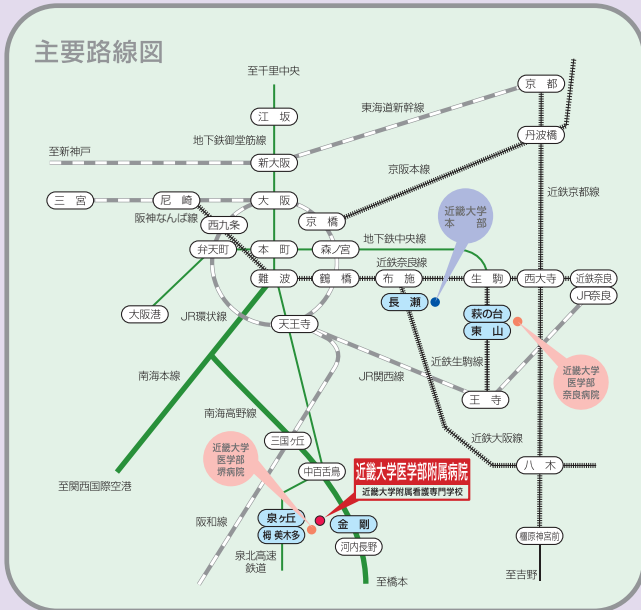 主要路線図
至千里中央
京都
江坂
東海道新幹線
地下鉄御堂筋線
丹波橋
至新神戸
新大阪
京阪本線
近鉄京都線
三宮
尼崎
大阪
阪神なんば線
西九条
京橋
近畿大学
本部
地下鉄中央線
弁天町
本町
森ノ宮
近鉄奈良線
難波
鶴橋
布施
生駒
西大寺
近鉄奈良
JR奈良
長瀬
大阪港
JR環状線
萩の台
東山
天王寺
近鉄生駒線
南海本線
JR関西線
近畿大学
医学部
奈良病院
王寺
南海高野線
三国ヶ丘
近鉄大阪線
近畿大学
医学部
堺病院
中百舌鳥
近畿大学医学部附属病院
近畿大学附属看護専門学校
八木
至関西国際空港
阪和線
泉ヶ丘
栂・美木多
金剛
河内長野
橿原神宮前
泉北高速
鉄道
至橋本
至吉野